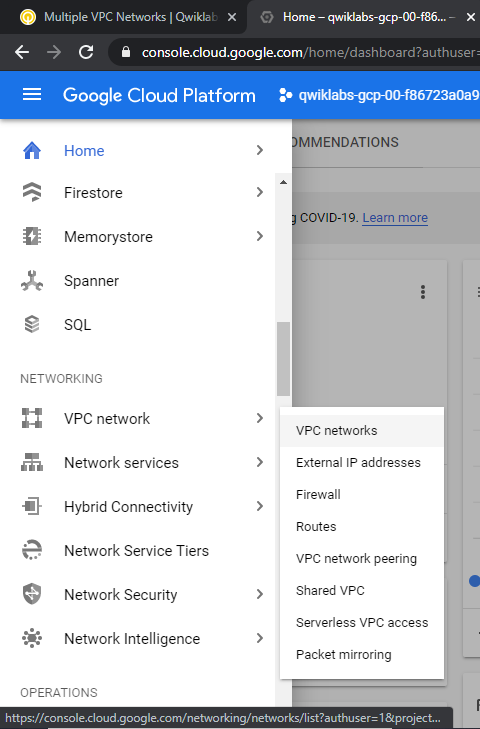 Multiple VPC Networks | Qwiklabs
Home – qwiklabs-gcp-00-f86... –
console.cloud.google.com/home/dashboard?authuser=
Google Cloud Platform
qwiklabs-gcp-00-f86723a0a9
Home
OMMENDATIONS
Firestore
g COVID-19. Learn more
Memorystore
Spanner
SQL
NETWORKING
VPC network
VPC networks
Network services
External IP addresses
Hybrid Connectivity
Firewall
Routes
Network Service Tiers
VPC network peering
Network Security
Shared VPC
Serverless VPC access
Network Intelligence
Packet mirroring
OPERATIONS
https://console.cloud.google.com/networking/networks/list?authuser=1&project...